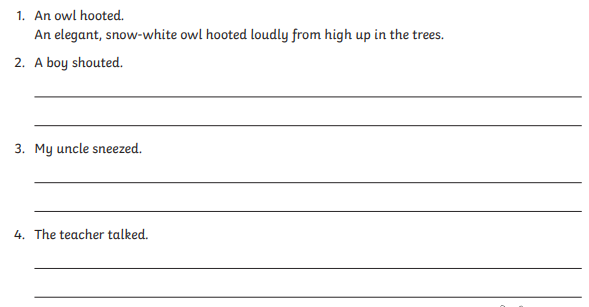 1. An owl hooted.
An elegant, snow-white owl hooted loudly from high up in the trees.
2. A boy shouted.
3. My uncle sneezed.
4. The teacher talked.